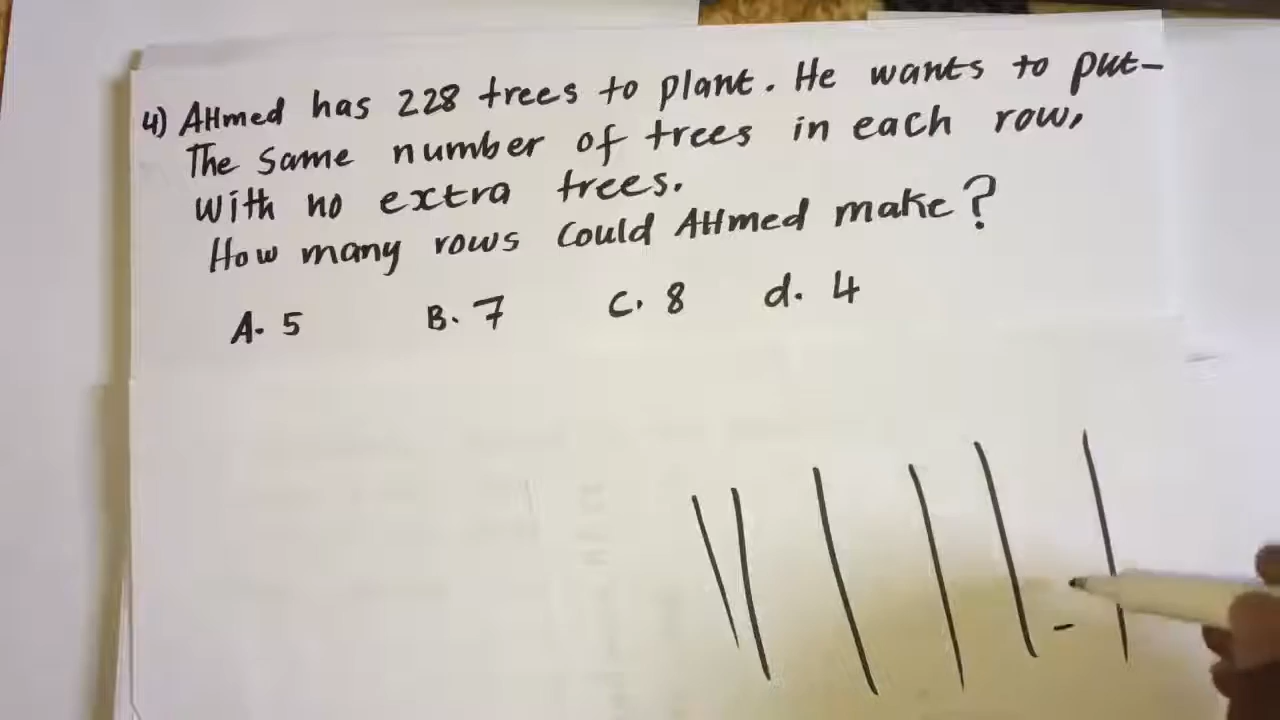 4) AHmed has 228 trees to plant. He wants to put-
The same number of trees in each row,
with no extra trees.
How many rows could AHmed make?
A. 5 B. 7 C. 8 d. 4